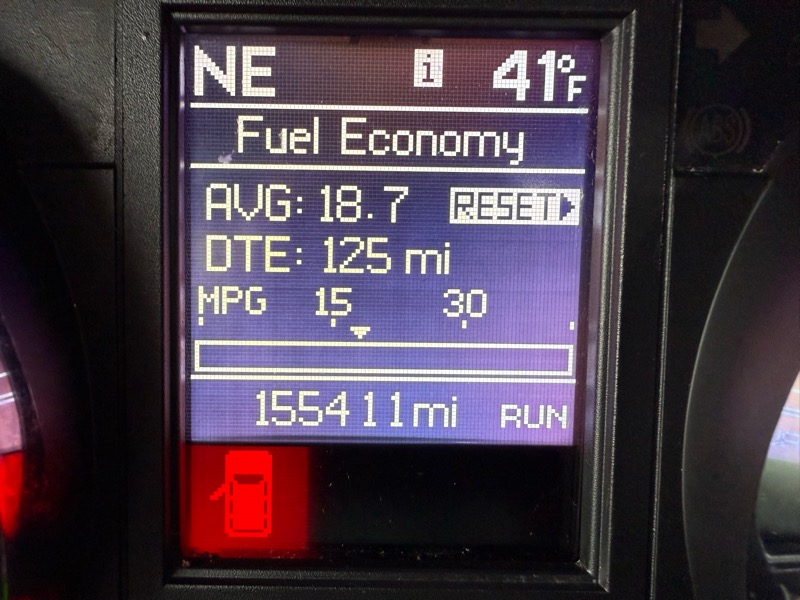 NE i 41°F
Fuel Economy
AVG: 18.7 RESET
DTE: 125 mi
MPG 15 30
155411mi RUN
ABS